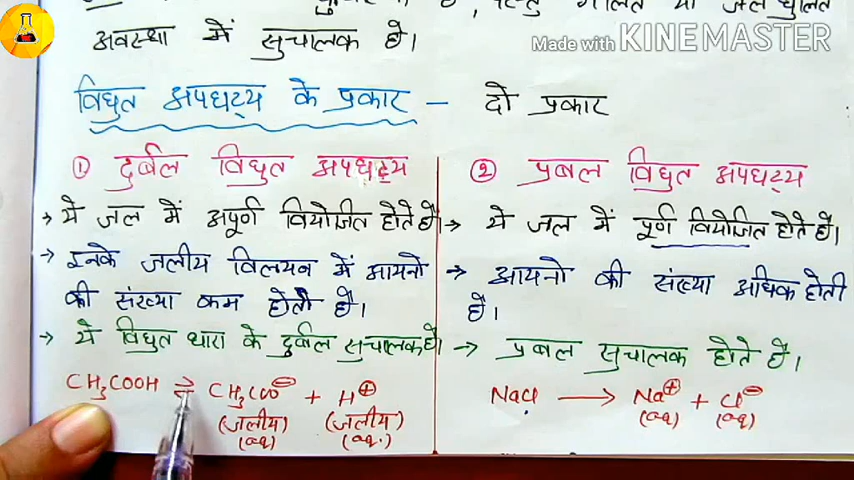 अवस्था में सुचालक है।
Made with KINEMASTER
विधुत अपघट्य के प्रकार - दो प्रकार
① दुर्बल विधुत अपघट्य
→ ये जल में अपूर्ण वियोजित होते है।
→ इनके जलीय विलयन में आयनो
की संख्या कम होती है।
→ ये विधुत धारा के दुर्बल सुचालक है।
CH₃COOH ⇌ CH₃COO⊖ + H⊕
(जलीय) (जलीय)
(aq) (aq.)
② प्रबल विधुत अपघट्य
→ ये जल में पूर्ण वियोजित होते है।
→ आयनो की संख्या अधिक होती
है।
→ प्रबल सुचालक होते है।
NaCl ⟶ Na⊕ + Cl⊖
(aq) (aq)